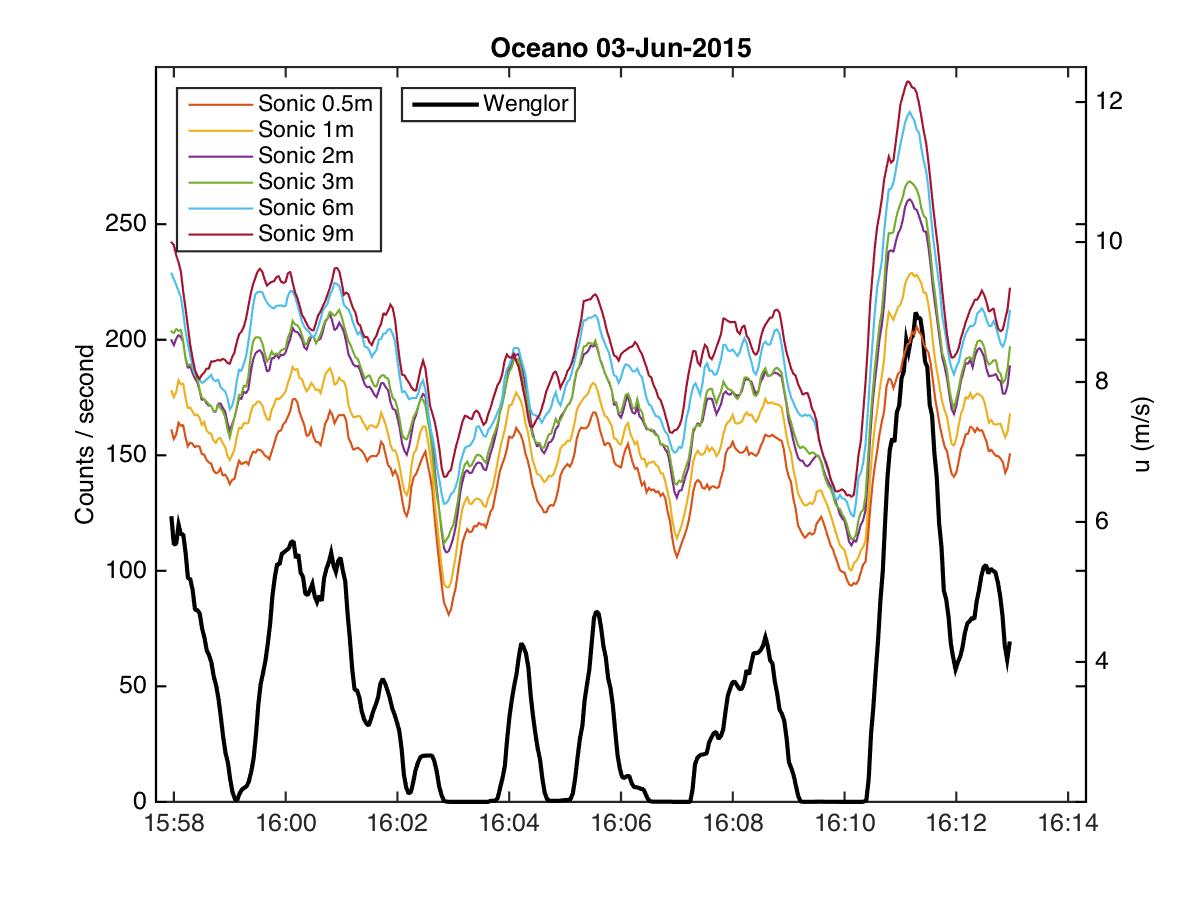 Oceano 03-Jun-2015
Sonic 0.5m
Sonic 1m
Sonic 2m
Sonic 3m
Sonic 6m
Sonic 9m
Wenglor
Counts / second
250
200
150
100
50
0
12
10
8
6
4
u (m/s)
15:58 16:00 16:02 16:04 16:06 16:08 16:10 16:12 16:14